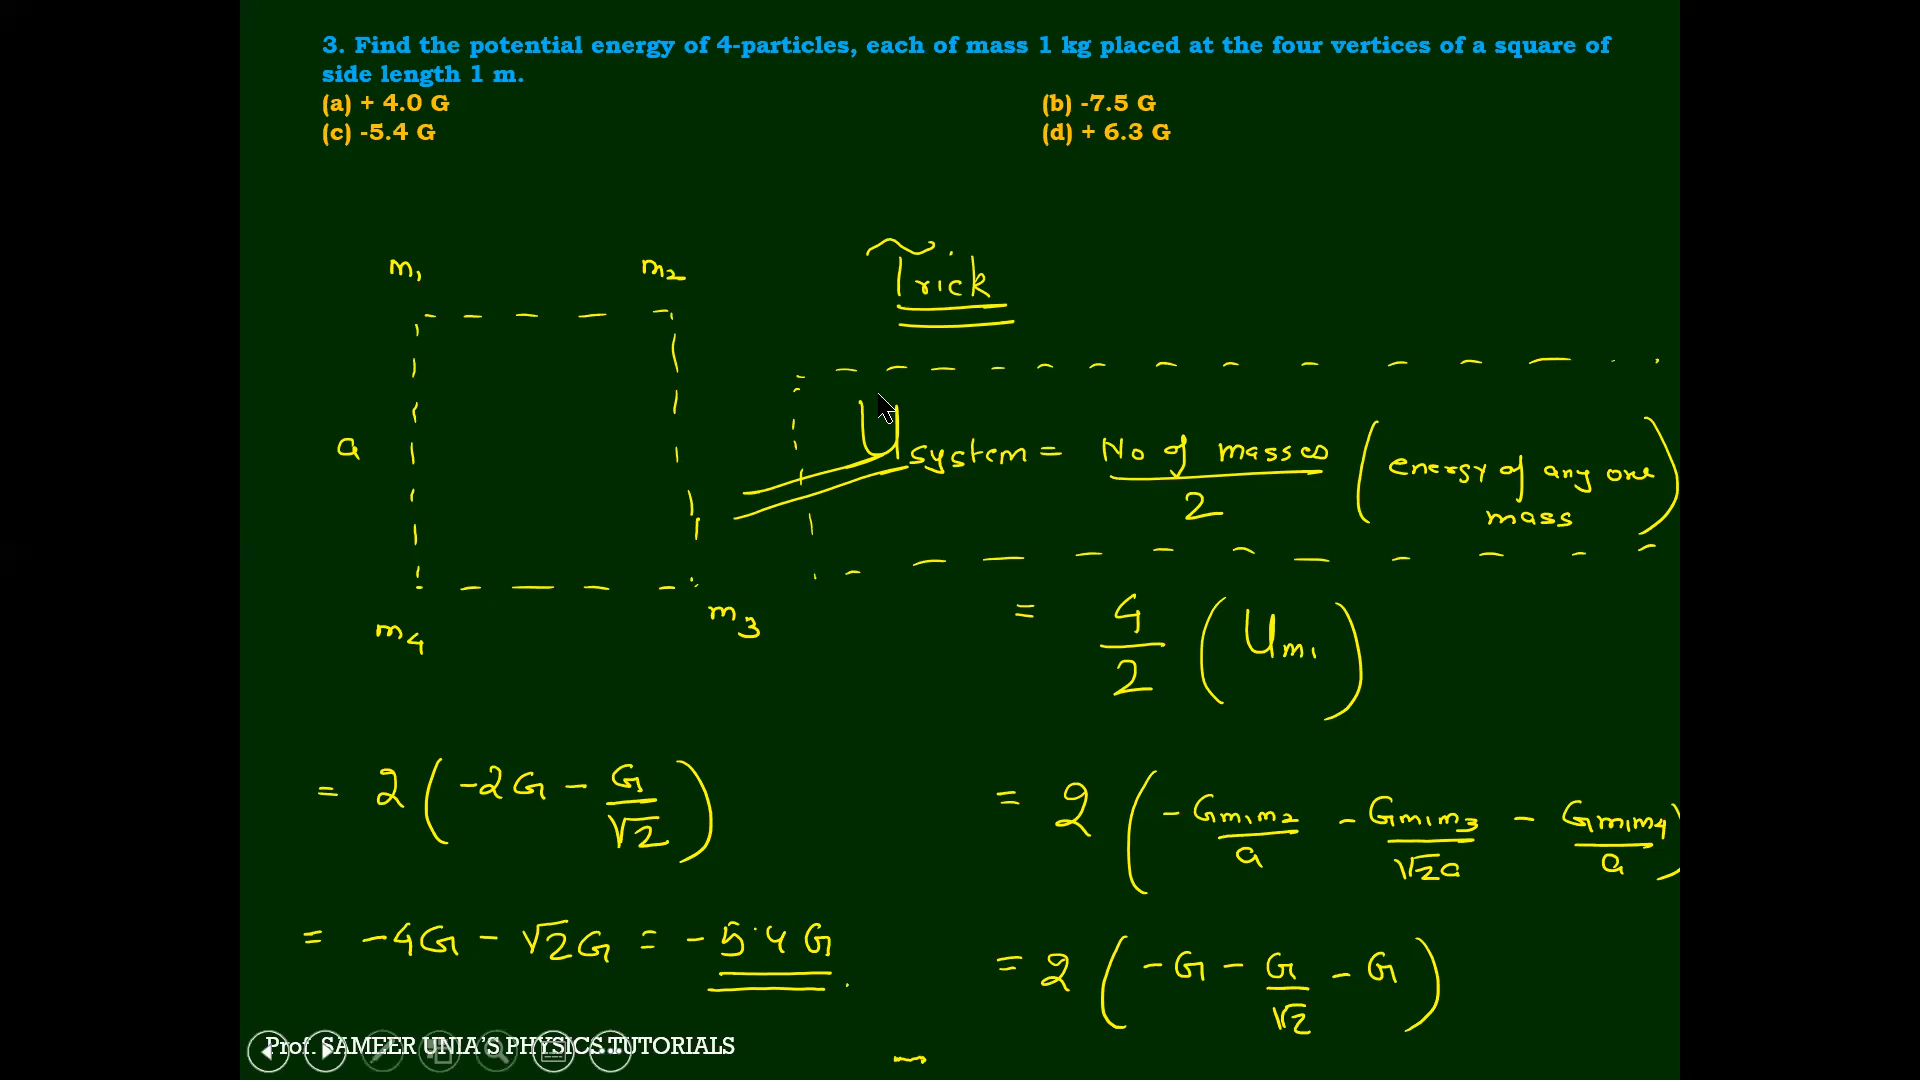 3. Find the potential energy of 4-particles, each of mass 1 kg placed at the four vertices of a square of
side length 1 m.
(a) + 4.0 G
(b) -7.5 G
(c) -5.4 G
(d) + 6.3 G
Trick
m₁
m₂
a
m₄
m₃
U system = No of masses / 2 ( energy of any one mass )
= 4/2 ( U m₁ )
= 2 ( - Gm₁m₂/a - Gm₁m₃/√2a - Gm₁m₄/a )
= 2 ( - G - G/√2 - G )
= 2 ( -2G - G/√2 )
= -4G - √2G = - 5.4 G
Prof. SAMEER UNIA'S PHYSICS TUTORIALS